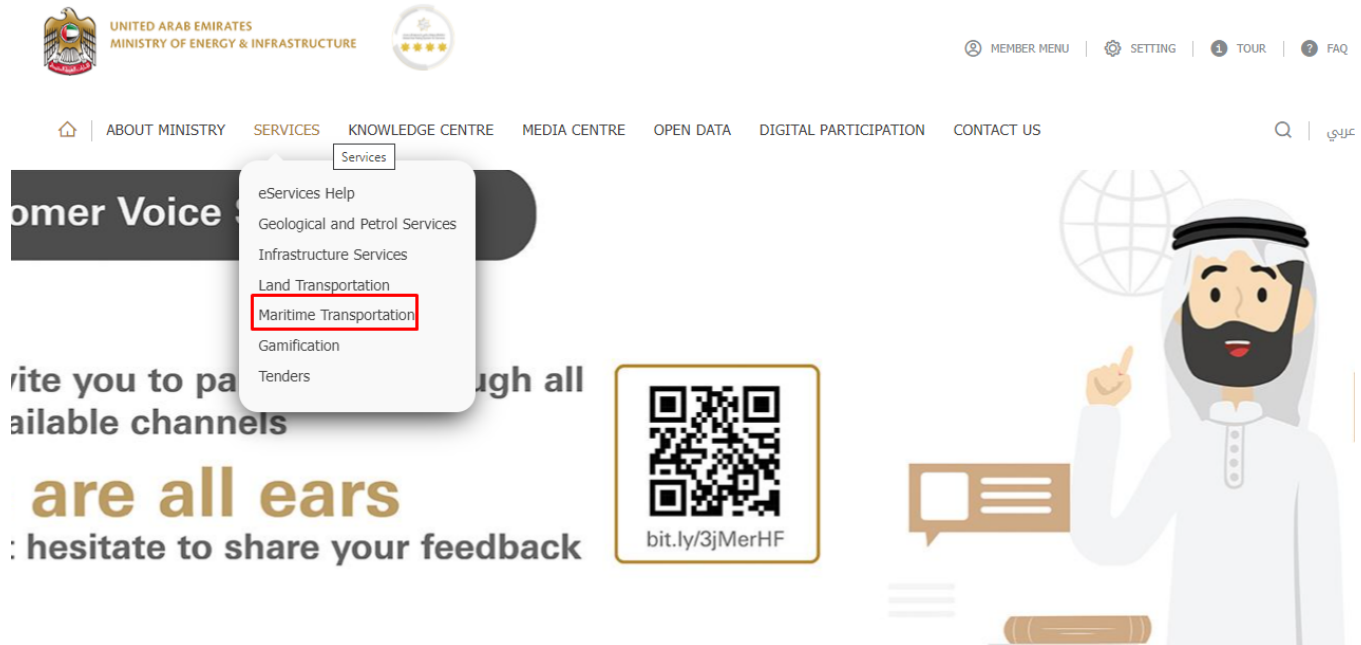 UNITED ARAB EMIRATES
MINISTRY OF ENERGY & INFRASTRUCTURE
MEMBER MENU
SETTING
1 TOUR
? FAQ
ABOUT MINISTRY
SERVICES
KNOWLEDGE CENTRE
MEDIA CENTRE
OPEN DATA
DIGITAL PARTICIPATION
CONTACT US
عربي
Services
eServices Help
Geological and Petrol Services
Infrastructure Services
Land Transportation
Maritime Transportation
Gamification
Tenders
omer Voice
vite you to pa ugh all
ailable channels
are all ears
hesitate to share your feedback
bit.ly/3jMerHF